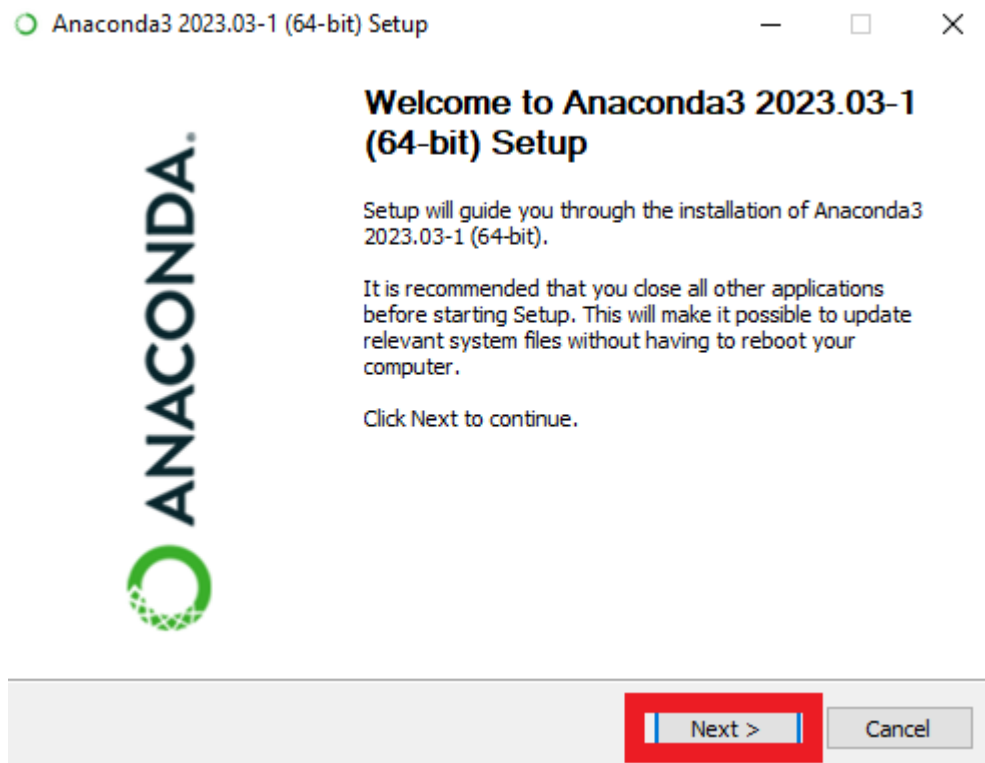 Anaconda3 2023.03-1 (64-bit) Setup
ANACONDA.
Welcome to Anaconda3 2023.03-1
(64-bit) Setup
Setup will guide you through the installation of Anaconda3
2023.03-1 (64-bit).
It is recommended that you close all other applications
before starting Setup. This will make it possible to update
relevant system files without having to reboot your
computer.
Click Next to continue.
Next >
Cancel